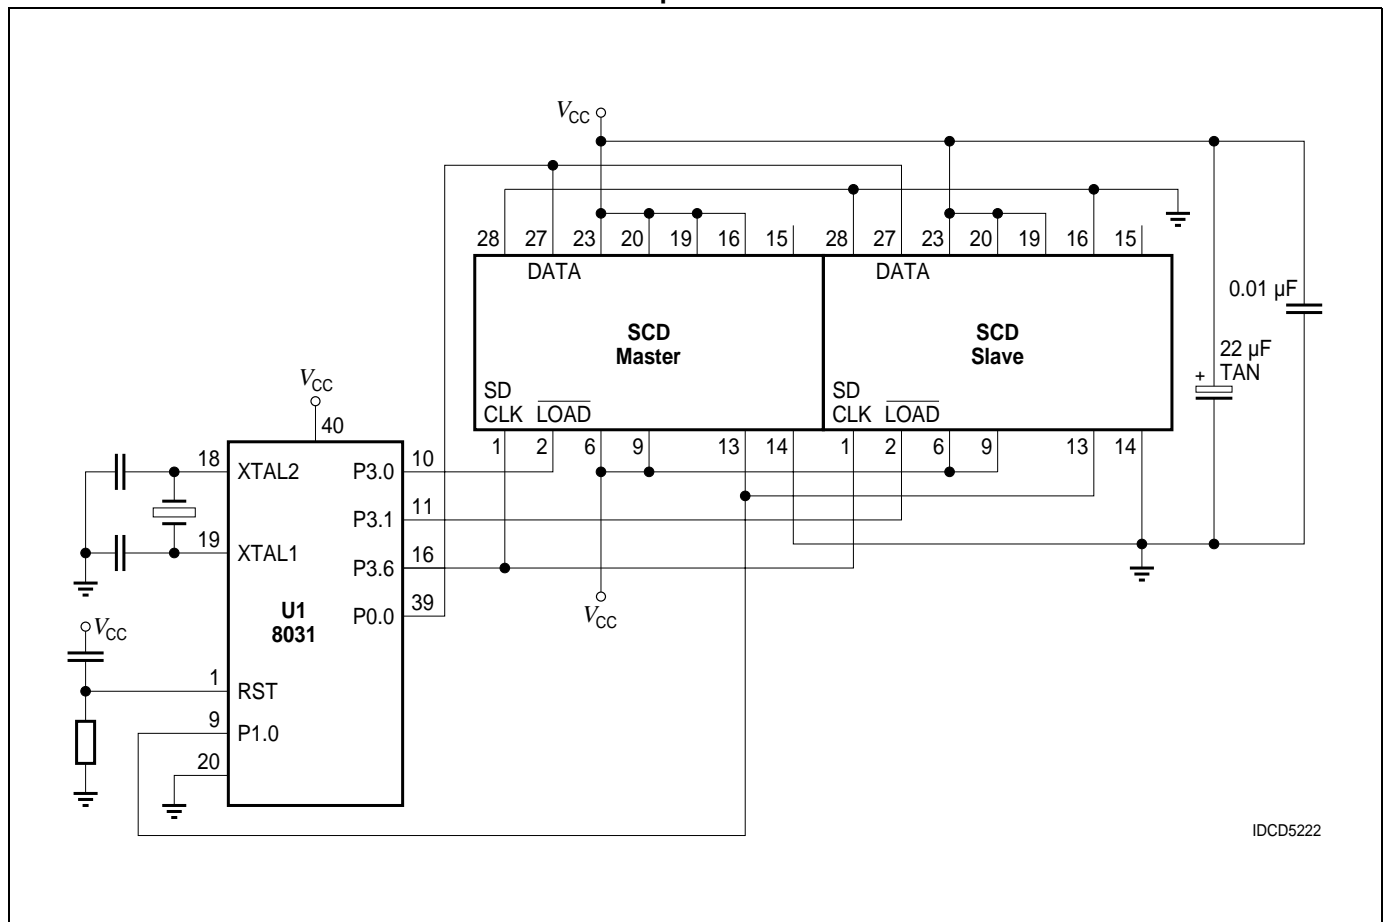 VCC
28 27 23 20 19 16 15 28 27 23 20 19 16 15
DATA DATA
SCD
Master
SCD
Slave
0.01 µF
22 µF
+ TAN
SD
CLK LOAD
SD
CLK LOAD
1 2 6 9 13 14 1 2 6 9 13 14
VCC
40
18 XTAL2 P3.0 10
P3.1 11
19 XTAL1
P3.6 16
U1
8031
P0.0 39
VCC
VCC
1 RST
9 P1.0
20
IDCD5222